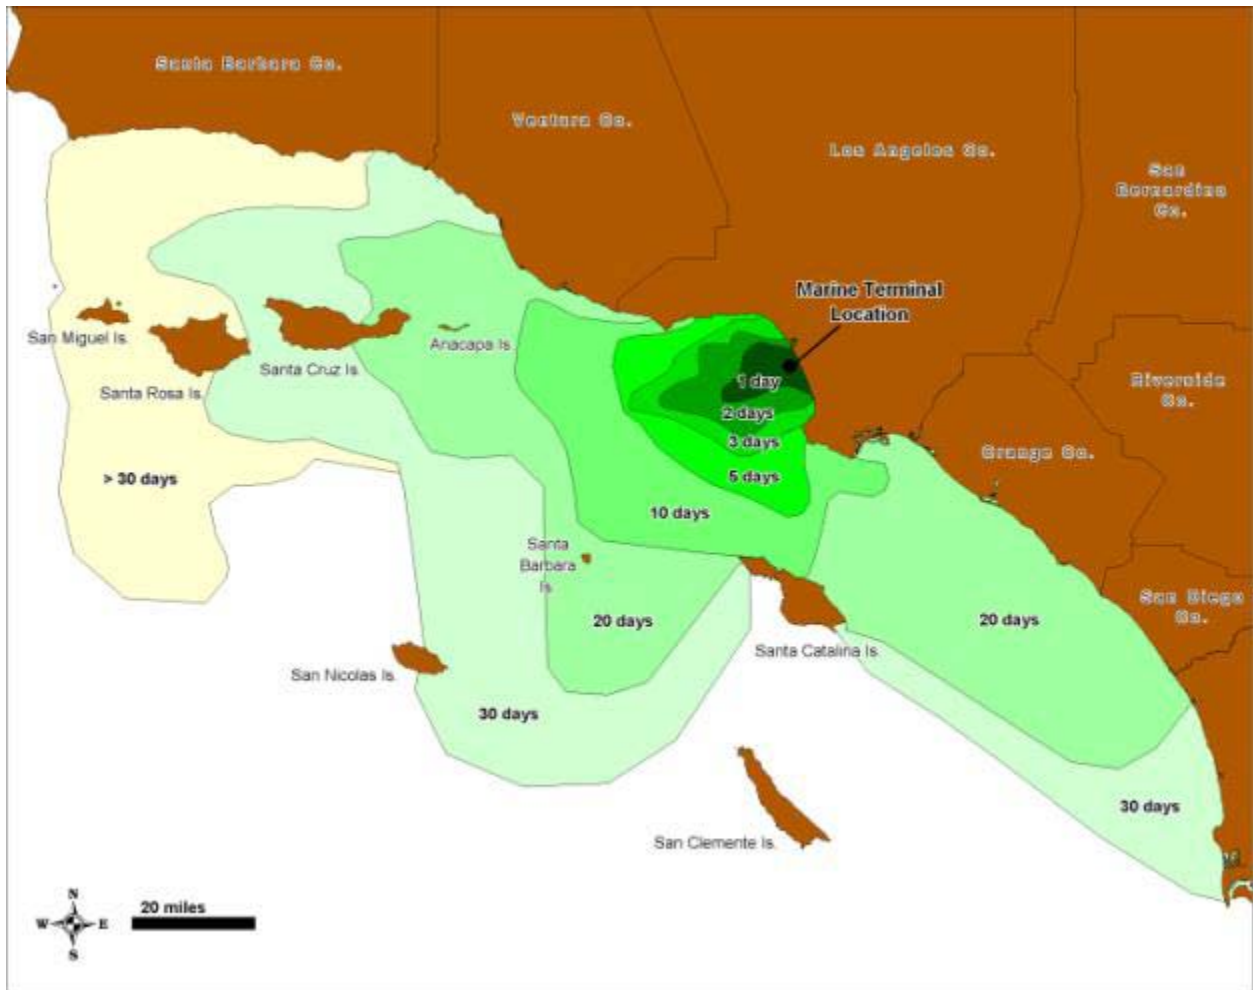 Santa Barbara Co.
Ventura Co.
Los Angeles Co.
San
Bernardino
Co.
Marine Terminal
Location
San Miguel Is.
Anacapa Is.
Santa Cruz Is.
Santa Rosa Is.
Riverside
Co.
1 day
2 days
3 days
Orange Co.
> 30 days
5 days
10 days
Santa
Barbara
Is.
San Diego
Co.
20 days
20 days
Santa Catalina Is.
San Nicolas Is.
30 days
30 days
San Clemente Is.
N
W
E
S
20 miles